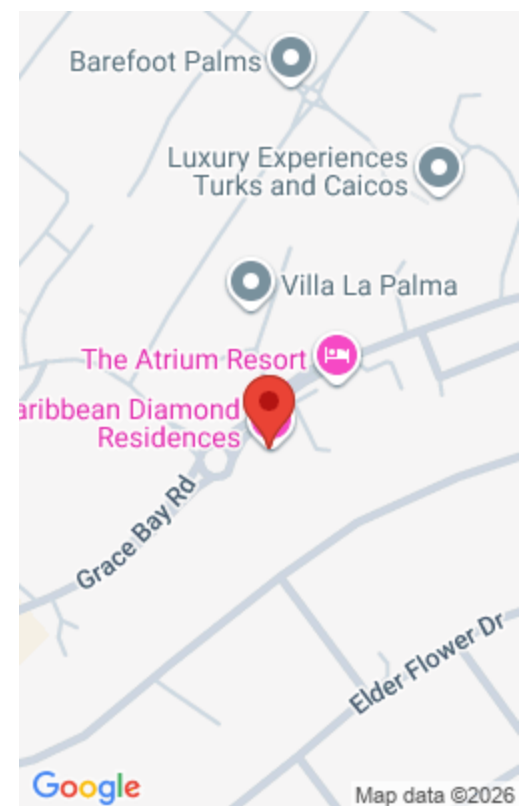 Barefoot Palms
Luxury Experiences
Turks and Caicos
Villa La Palma
The Atrium Resort
aribbean Diamond
Residences
Grace Bay Rd
Elder Flower Dr
Google
Map data ©2026